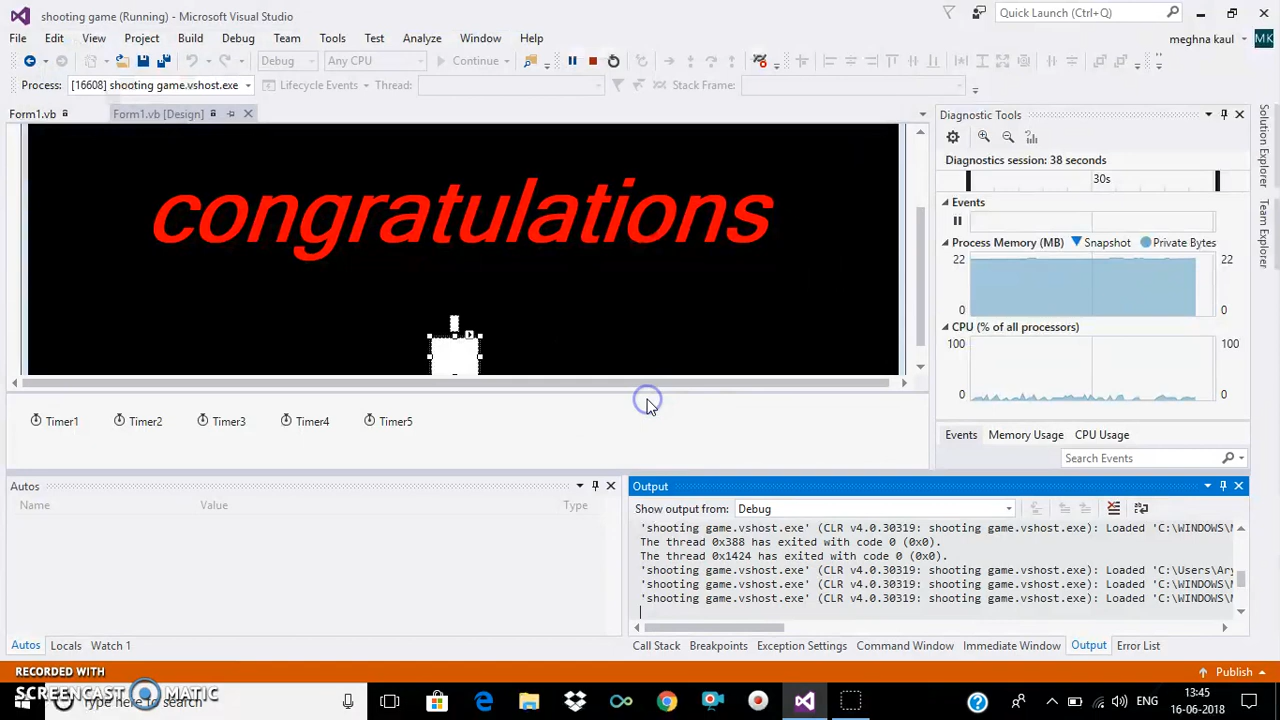 shooting game (Running) - Microsoft Visual Studio
Quick Launch (Ctrl+Q)
File Edit View Project Build Debug Team Tools Test Analyze Window Help
meghna kaul MK
Debug Any CPU Continue
Process: [16608] shooting game.vshost.exe Lifecycle Events Thread: Stack Frame:
Form1.vb Form1.vb [Design]
Diagnostic Tools
Diagnostics session: 38 seconds
30s
Events
Process Memory (MB) Snapshot Private Bytes
22 22
0 0
CPU (% of all processors)
100 100
0 0
Events Memory Usage CPU Usage
Search Events
Solution Explorer
Team Explorer
congratulations
Timer1 Timer2 Timer3 Timer4 Timer5
Autos
Name Value Type
Output
Show output from: Debug
'shooting game.vshost.exe' (CLR v4.0.30319: shooting game.vshost.exe): Loaded 'C:\WINDOWS\
The thread 0x388 has exited with code 0 (0x0).
The thread 0x1424 has exited with code 0 (0x0).
'shooting game.vshost.exe' (CLR v4.0.30319: shooting game.vshost.exe): Loaded 'C:\Users\Ar
'shooting game.vshost.exe' (CLR v4.0.30319: shooting game.vshost.exe): Loaded 'C:\WINDOWS\
'shooting game.vshost.exe' (CLR v4.0.30319: shooting game.vshost.exe): Loaded 'C:\WINDOWS\
Autos Locals Watch 1
Call Stack Breakpoints Exception Settings Command Window Immediate Window Output Error List
RECORDED WITH
SCREENCAST MATIC
Publish
Type here to search
ENG
13:45
16-06-2018